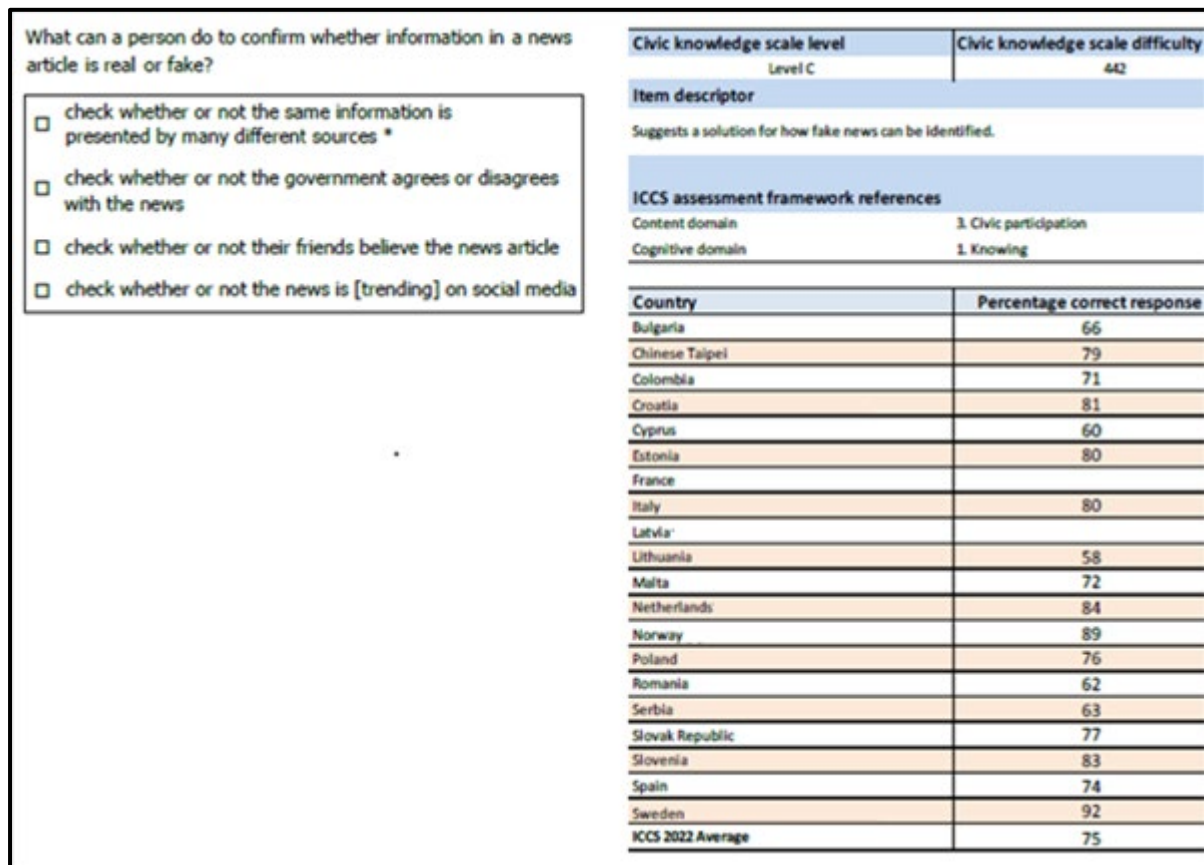 What can a person do to confirm whether information in a news
article is real or fake?
check whether or not the same information is
presented by many different sources *
check whether or not the government agrees or disagrees
with the news
check whether or not their friends believe the news article
check whether or not the news is [trending] on social media
Civic knowledge scale level Civic knowledge scale difficulty
Level C 442
Item descriptor
Suggests a solution for how fake news can be identified.
ICCS assessment framework references
Content domain 3. Civic participation
Cognitive domain 1. Knowing
Country Percentage correct response
Bulgaria 66
Chinese Taipei 79
Colombia 71
Croatia 81
Cyprus 60
Estonia 80
France
Italy 80
Latvia
Lithuania 58
Malta 72
Netherlands 84
Norway 89
Poland 76
Romania 62
Serbia 63
Slovak Republic 77
Slovenia 83
Spain 74
Sweden 92
ICCS 2022 Average 75